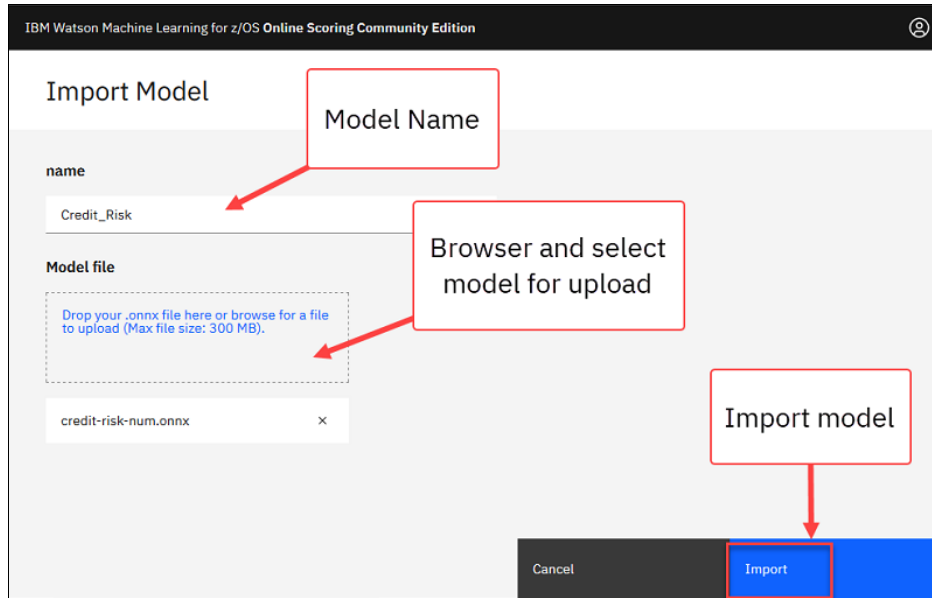 IBM Watson Machine Learning for z/OS Online Scoring Community Edition
Import Model
Model Name
name
Credit_Risk
Browser and select
model for upload
Model file
Drop your .onnx file here or browse for a file
to upload (Max file size: 300 MB).
credit-risk-num.onnx ×
Import model
Cancel
Import